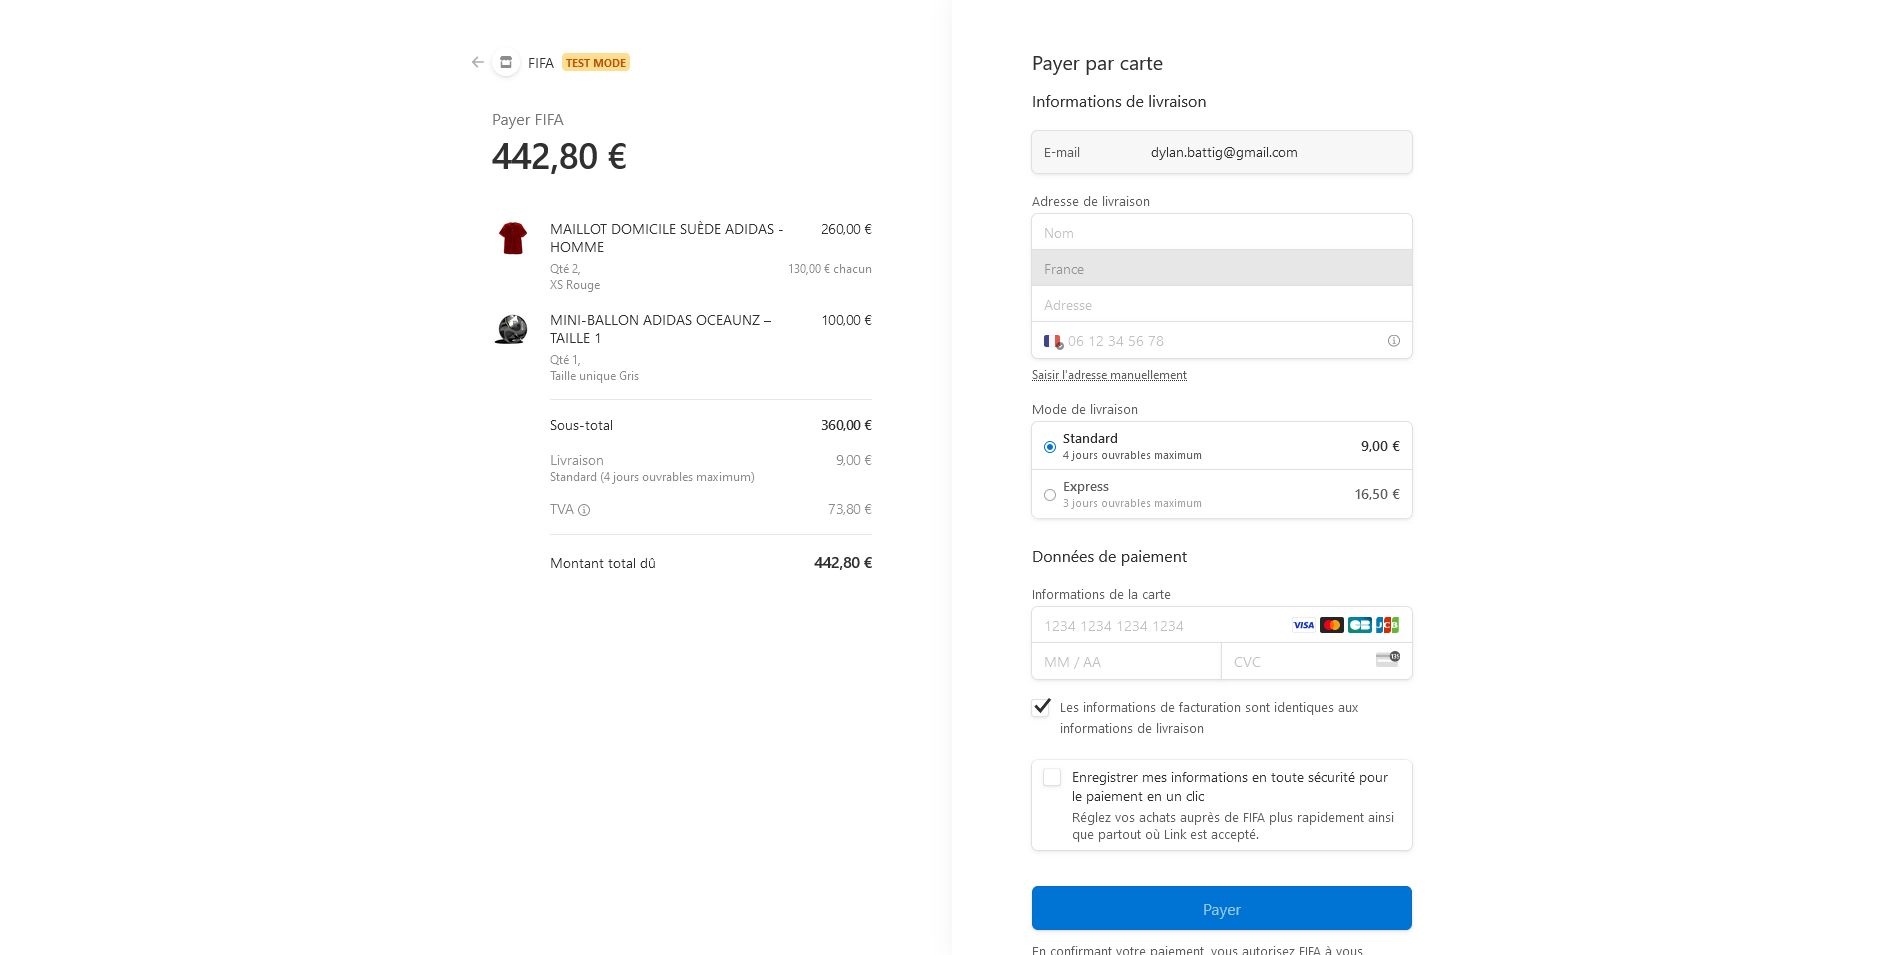 FIFA TEST MODE
Payer FIFA
442,80 €
MAILLOT DOMICILE SUÈDE ADIDAS - 260,00 €
HOMME
Qté 2, 130,00 € chacun
XS Rouge
MINI-BALLON ADIDAS OCEAUNZ – 100,00 €
TAILLE 1
Qté 1,
Taille unique Gris
Sous-total 360,00 €
Livraison 9,00 €
Standard (4 jours ouvrables maximum)
TVA 73,80 €
Montant total dû 442,80 €
Payer par carte
Informations de livraison
E-mail dylan.battig@gmail.com
Adresse de livraison
Nom
France
Adresse
06 12 34 56 78
Saisir l'adresse manuellement
Mode de livraison
Standard 9,00 €
4 jours ouvrables maximum
Express 16,50 €
3 jours ouvrables maximum
Données de paiement
Informations de la carte
1234 1234 1234 1234 VISA CB JCB
MM / AA CVC 135
Les informations de facturation sont identiques aux
informations de livraison
Enregistrer mes informations en toute sécurité pour
le paiement en un clic
Réglez vos achats auprès de FIFA plus rapidement ainsi
que partout où Link est accepté.
Payer
En confirmant votre paiement, vous autorisez FIFA à vous